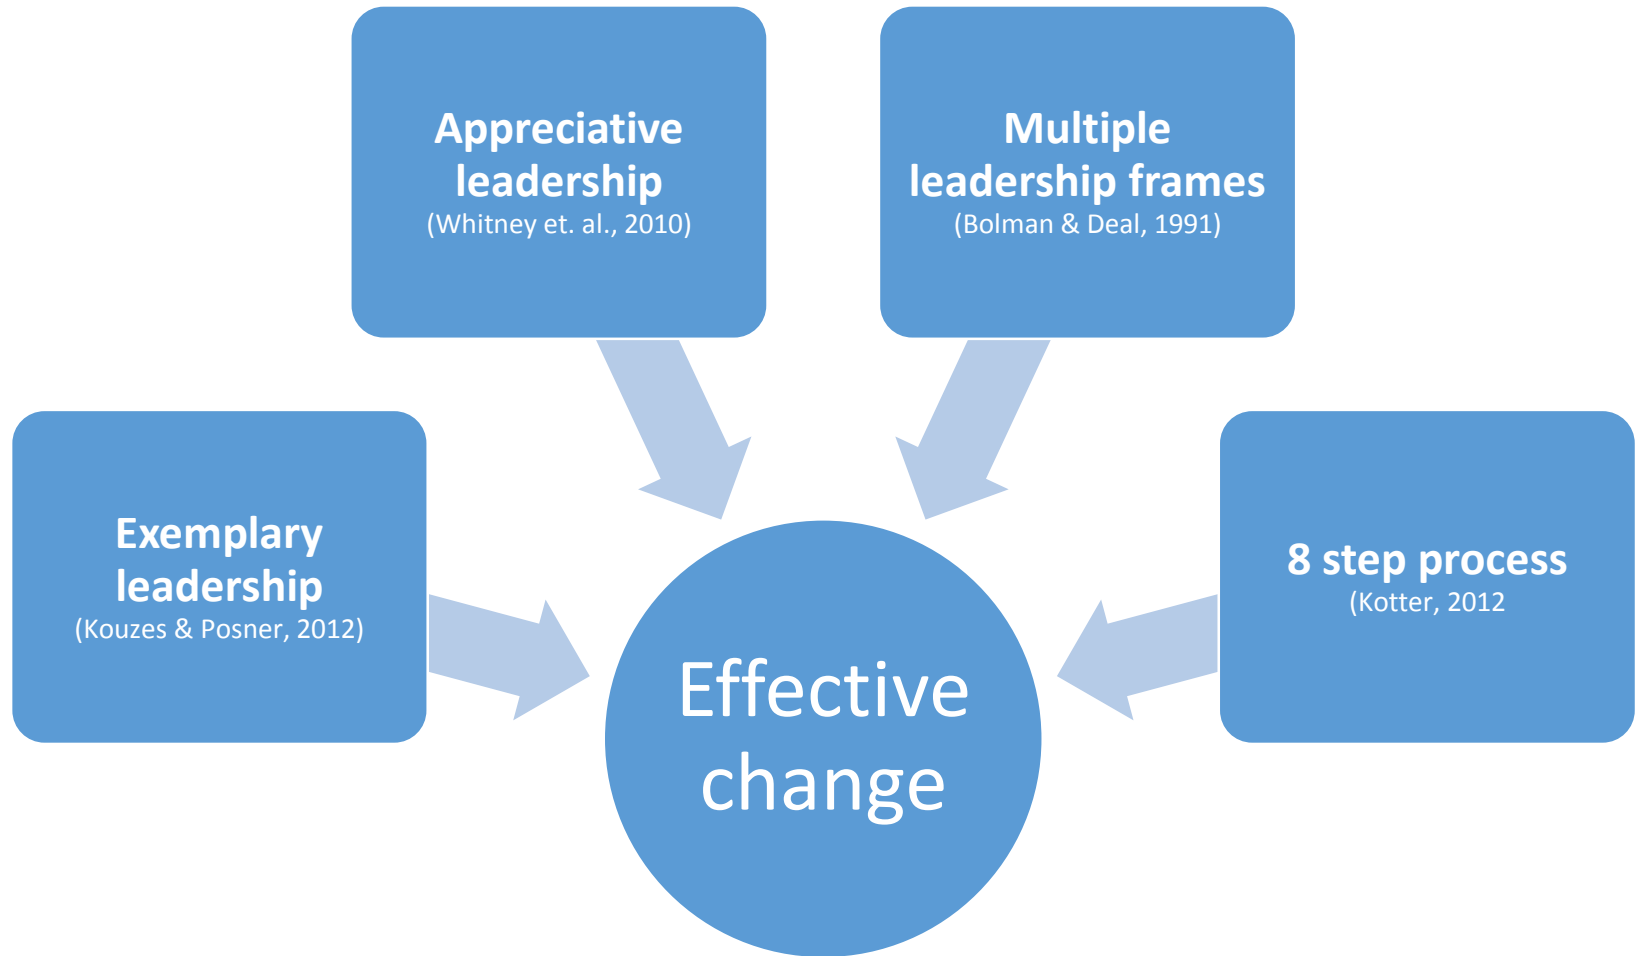 Appreciative
leadership
(Whitney et. al., 2010)
Multiple
leadership frames
(Bolman & Deal, 1991)
Exemplary
leadership
(Kouzes & Posner, 2012)
8 step process
(Kotter, 2012
Effective
change